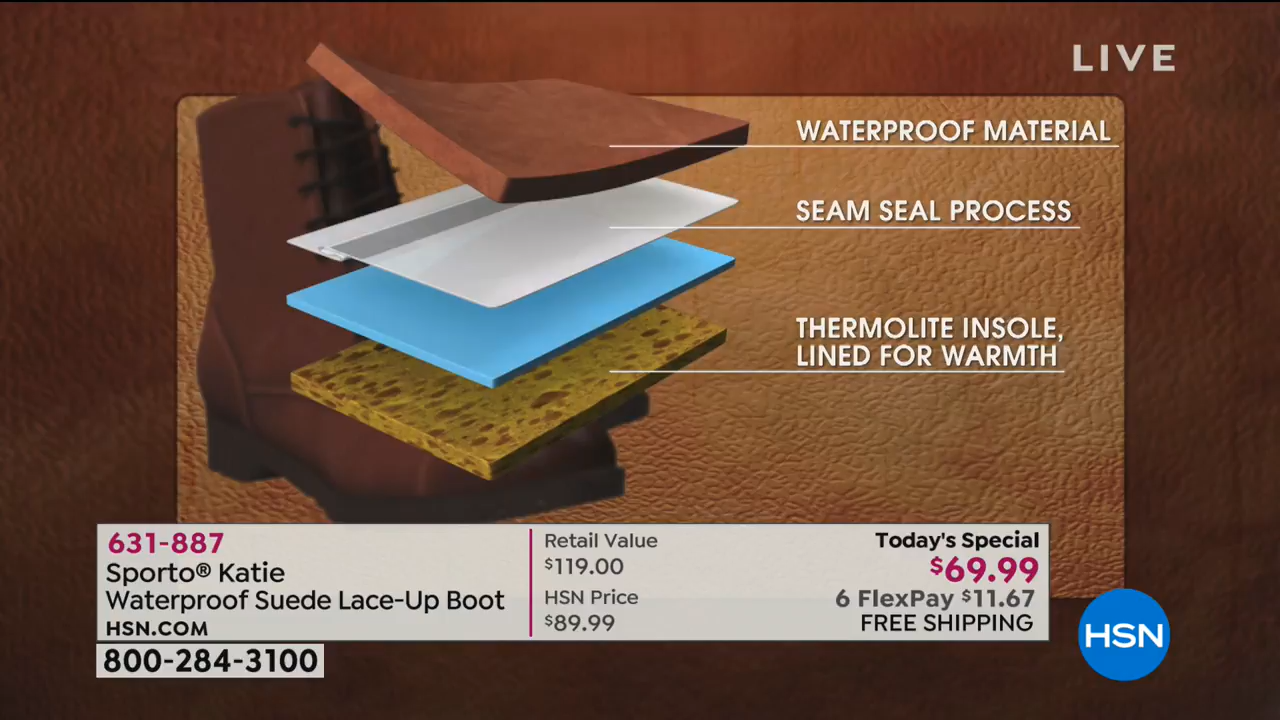 LIVE
WATERPROOF MATERIAL
SEAM SEAL PROCESS
THERMOLITE INSOLE,
LINED FOR WARMTH
631-887
Sporto® Katie
Waterproof Suede Lace-Up Boot
HSN.COM
800-284-3100
Retail Value
$119.00
HSN Price
$89.99
Today's Special
$69.99
6 FlexPay $11.67
FREE SHIPPING
HSN